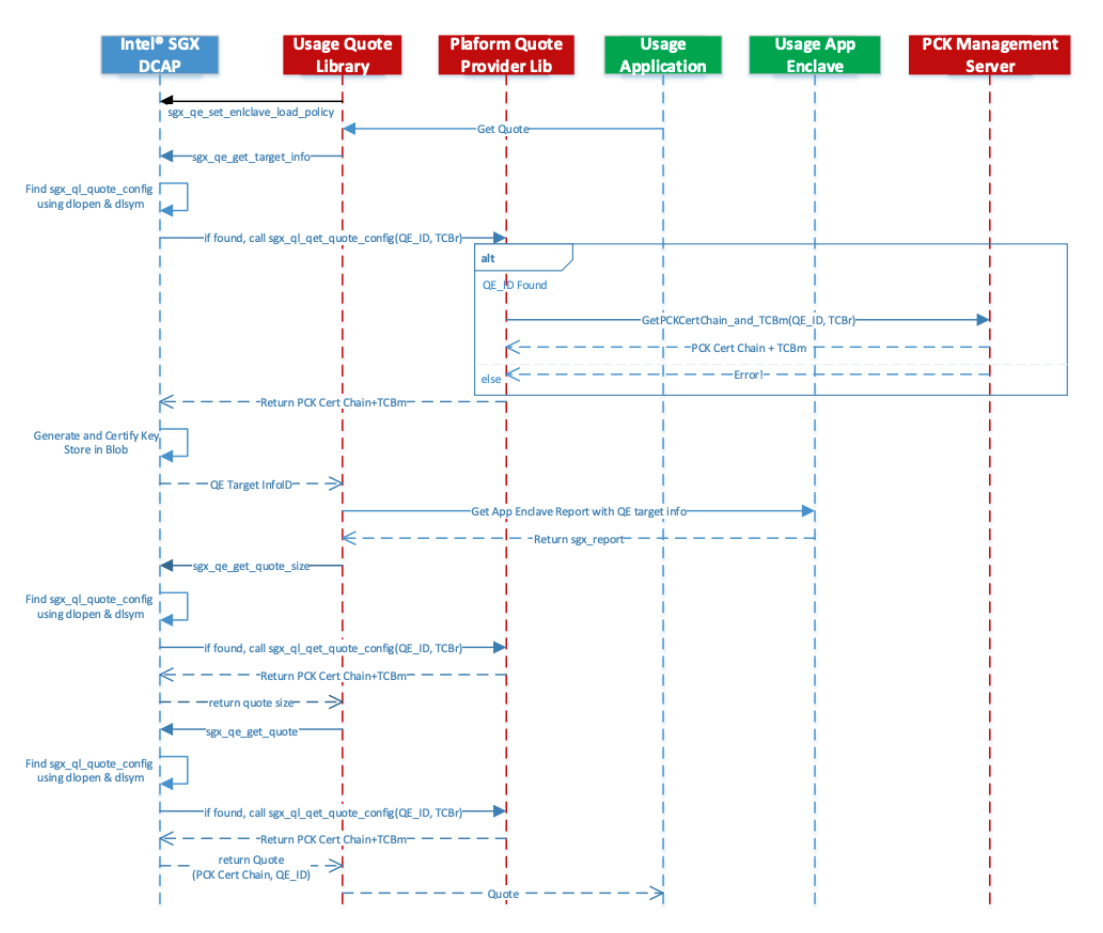 Intel® SGX
DCAP
Usage Quote
Library
Plaform Quote
Provider Lib
Usage
Application
Usage App
Enclave
PCK Management
Server
sgx_qe_set_enlclave_load_policy
Get Quote
sgx_qe_get_target_info
Find sgx_ql_quote_config
using dlopen & dlsym
if found, call sgx_ql_qet_quote_config(QE_ID, TCBr)
alt
QE_ID Found
GetPCKCertChain_and_TCBm(QE_ID, TCBr)
PCK Cert Chain + TCBm
Error!
else
Return PCK Cert Chain+TCBm
Generate and Certify Key
Store in Blob
QE Target InfoID
Get App Enclave Report with QE target info
Return sgx_report
sgx_qe_get_quote_size
Find sgx_ql_quote_config
using dlopen & dlsym
if found, call sgx_ql_qet_quote_config(QE_ID, TCBr)
Return PCK Cert Chain+TCBm
return quote size
sgx_qe_get_quote
Find sgx_ql_quote_config
using dlopen & dlsym
if found, call sgx_ql_qet_quote_config(QE_ID, TCBr)
Return PCK Cert Chain+TCBm
return Quote
(PCK Cert Chain, QE_ID)
Quote